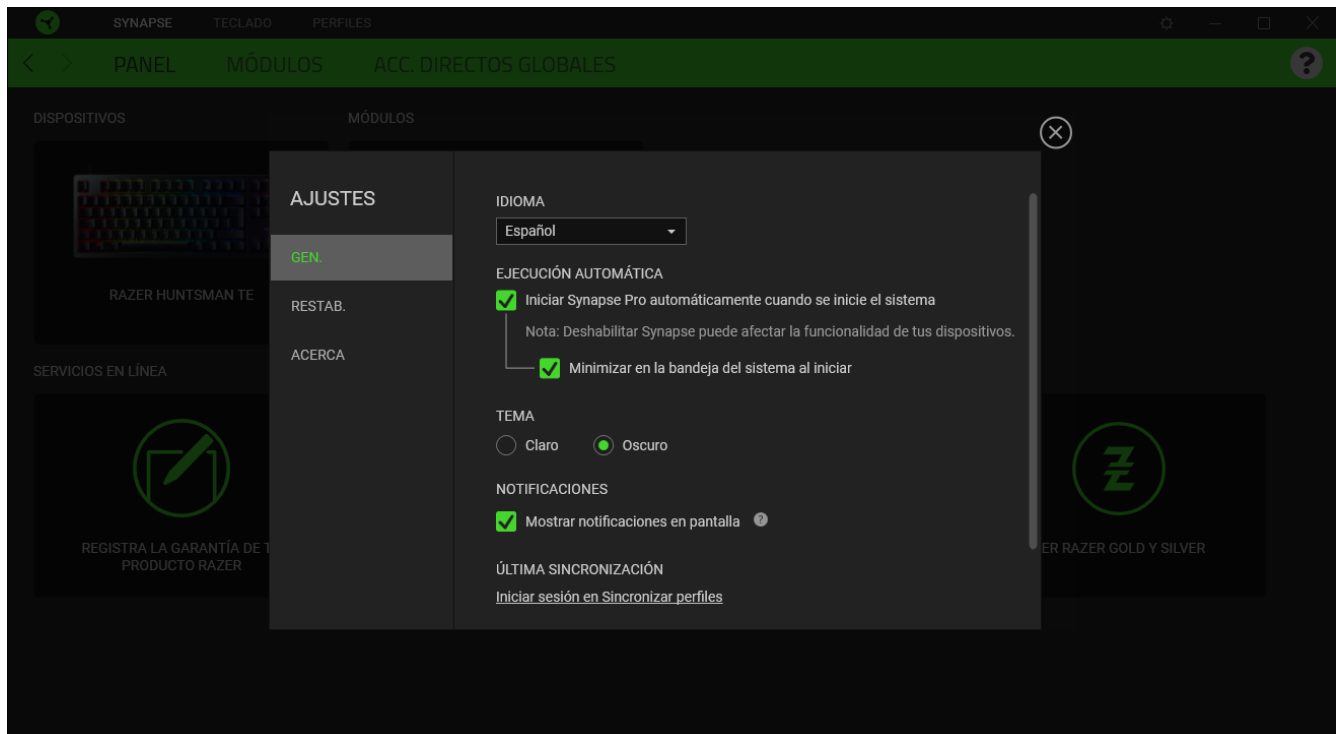 SYNAPSE TECLADO PERFILES
PANEL MÓDULOS ACC. DIRECTOS GLOBALES
DISPOSITIVOS MÓDULOS
RAZER HUNTSMAN TE
SERVICIOS EN LÍNEA
REGISTRA LA GARANTÍA DE T
PRODUCTO RAZER
ER RAZER GOLD Y SILVER
AJUSTES
GEN.
RESTAB.
ACERCA
IDIOMA
Español
EJECUCIÓN AUTOMÁTICA
Iniciar Synapse Pro automáticamente cuando se inicie el sistema
Nota: Deshabilitar Synapse puede afectar la funcionalidad de tus dispositivos.
Minimizar en la bandeja del sistema al iniciar
TEMA
Claro Oscuro
NOTIFICACIONES
Mostrar notificaciones en pantalla ?
ÚLTIMA SINCRONIZACIÓN
Iniciar sesión en Sincronizar perfiles